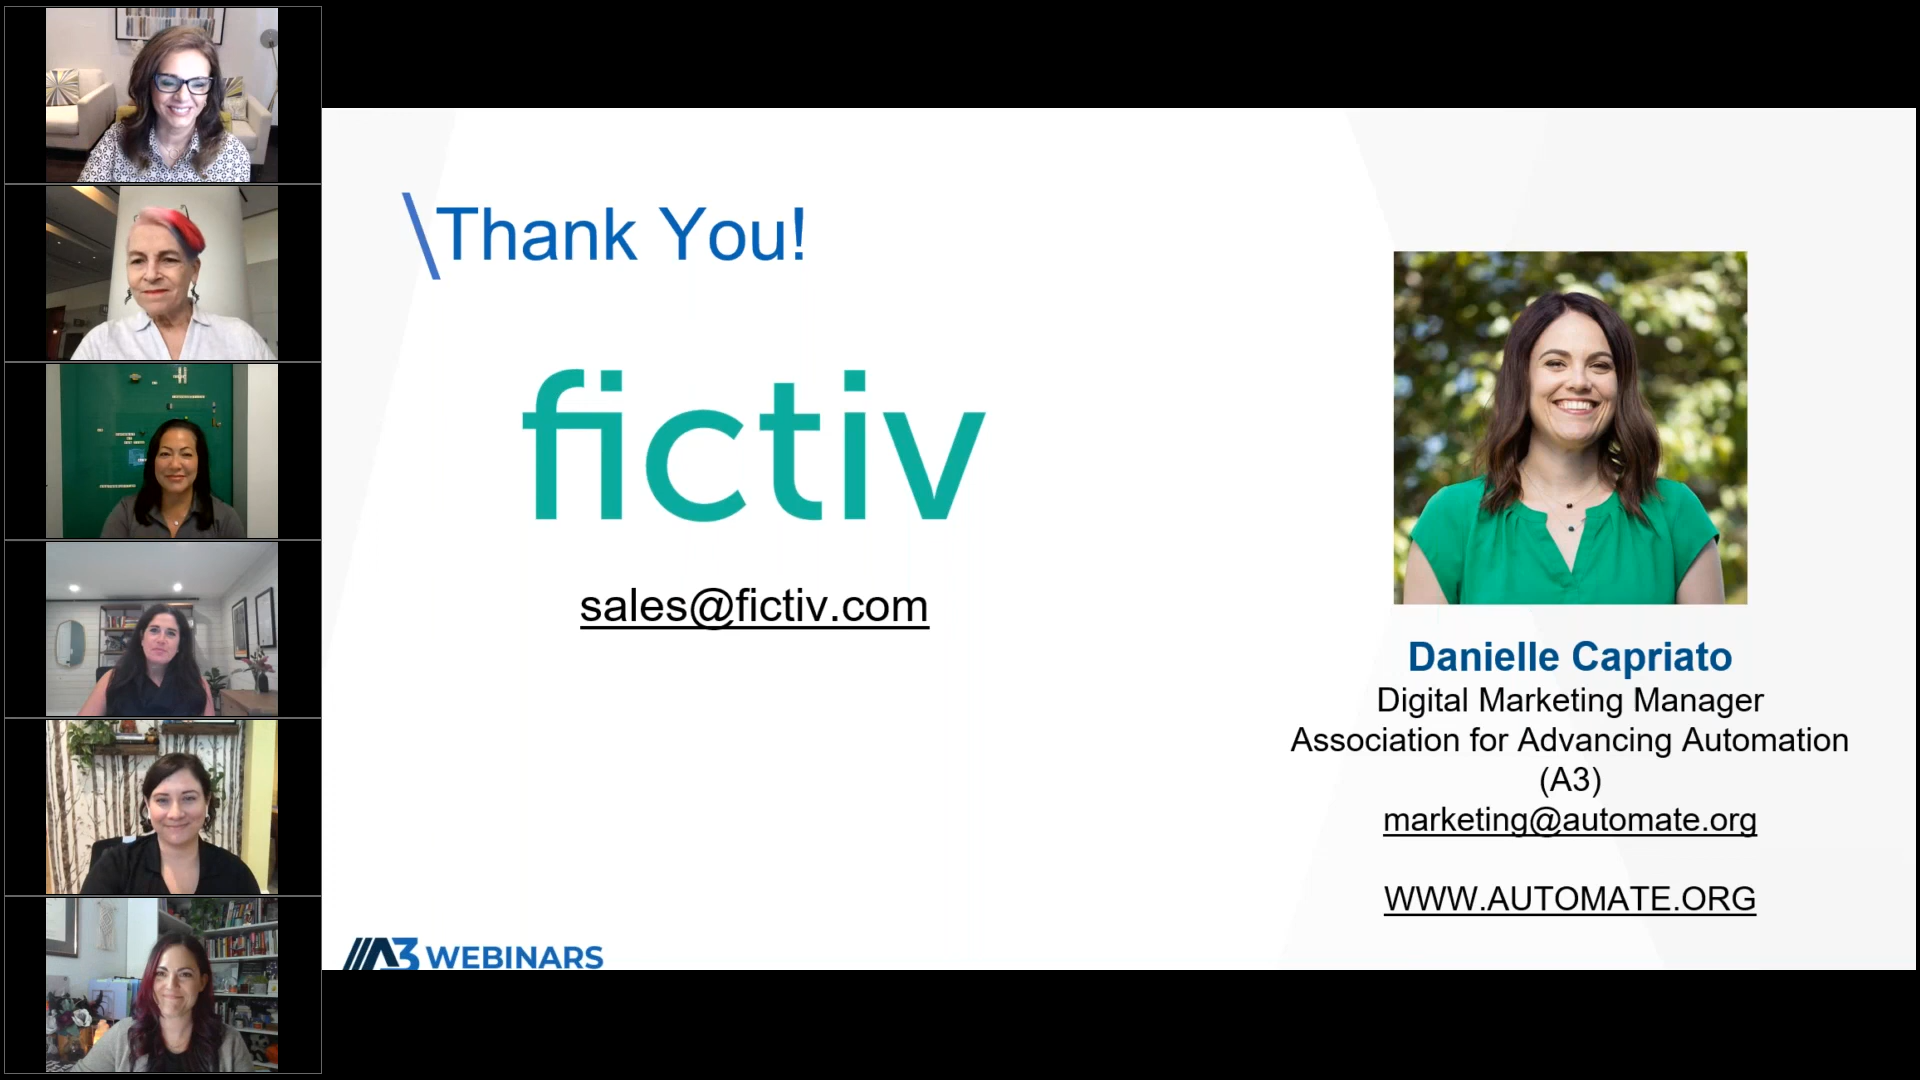 \Thank You!
fictiv
sales@fictiv.com
Danielle Capriato
Digital Marketing Manager
Association for Advancing Automation
(A3)
marketing@automate.org
WWW.AUTOMATE.ORG
A3 WEBINARS